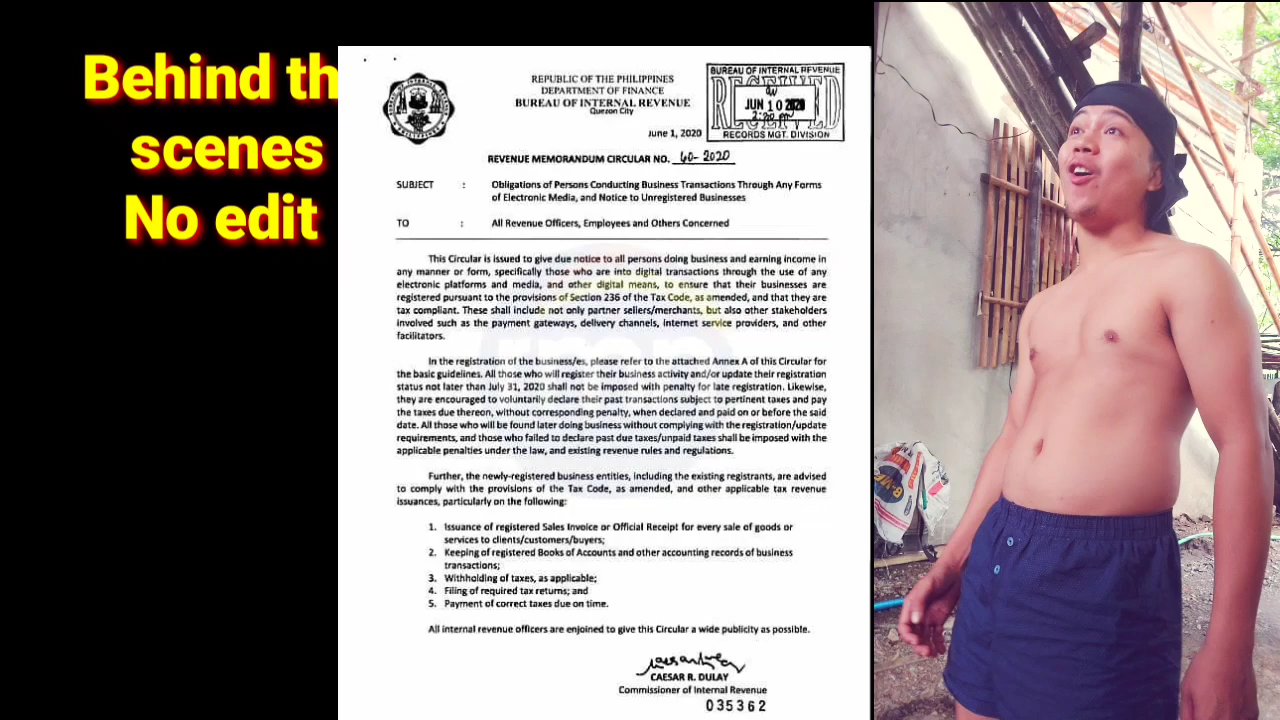 Behind th
scenes
No edit
REPUBLIC OF THE PHILIPPINES
DEPARTMENT OF FINANCE
BUREAU OF INTERNAL REVENUE
Quezon City
BUREAU OF INTERNAL REVENUE
RECEIVED
JUN 10 2020
2:20 pm
RECORDS MGT. DIVISION
June 1, 2020
REVENUE MEMORANDUM CIRCULAR NO. 60-2020
SUBJECT : Obligations of Persons Conducting Business Transactions Through Any Forms
of Electronic Media, and Notice to Unregistered Businesses
TO : All Revenue Officers, Employees and Others Concerned
This Circular is issued to give due notice to all persons doing business and earning income in
any manner or form, specifically those who are into digital transactions through the use of any
electronic platforms and media, and other digital means, to ensure that their businesses are
registered pursuant to the provisions of Section 236 of the Tax Code, as amended, and that they are
tax compliant. These shall include not only partner sellers/merchants, but also other stakeholders
involved such as the payment gateways, delivery channels, internet service providers, and other
facilitators.
In the registration of the business/es, please refer to the attached Annex A of this Circular for
the basic guidelines. All those who will register their business activity and/or update their registration
status not later than July 31, 2020 shall not be imposed with penalty for late registration. Likewise,
they are encouraged to voluntarily declare their past transactions subject to pertinent taxes and pay
the taxes due thereon, without corresponding penalty, when declared and paid on or before the said
date. All those who will be found later doing business without complying with the registration/update
requirements, and those who failed to declare past due taxes/unpaid taxes shall be imposed with the
applicable penalties under the law, and existing revenue rules and regulations.
Further, the newly-registered business entities, including the existing registrants, are advised
to comply with the provisions of the Tax Code, as amended, and other applicable tax revenue
issuances, particularly on the following:
1. Issuance of registered Sales Invoice or Official Receipt for every sale of goods or
services to clients/customers/buyers;
2. Keeping of registered Books of Accounts and other accounting records of business
transactions;
3. Withholding of taxes, as applicable;
4. Filing of required tax returns; and
5. Payment of correct taxes due on time.
All internal revenue officers are enjoined to give this Circular a wide publicity as possible.
CAESAR R. DULAY
Commissioner of Internal Revenue
035362